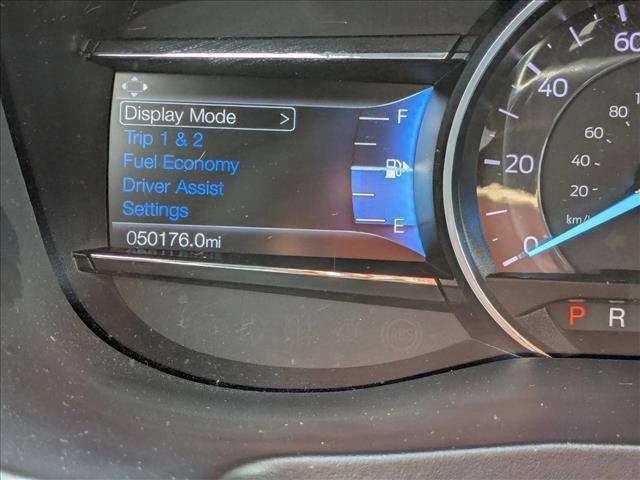 Display Mode >
Trip 1 & 2
Fuel Economy
Driver Assist
Settings
050176.0mi
F
E
60
40
20
0
80
60
40
20
km/
P R